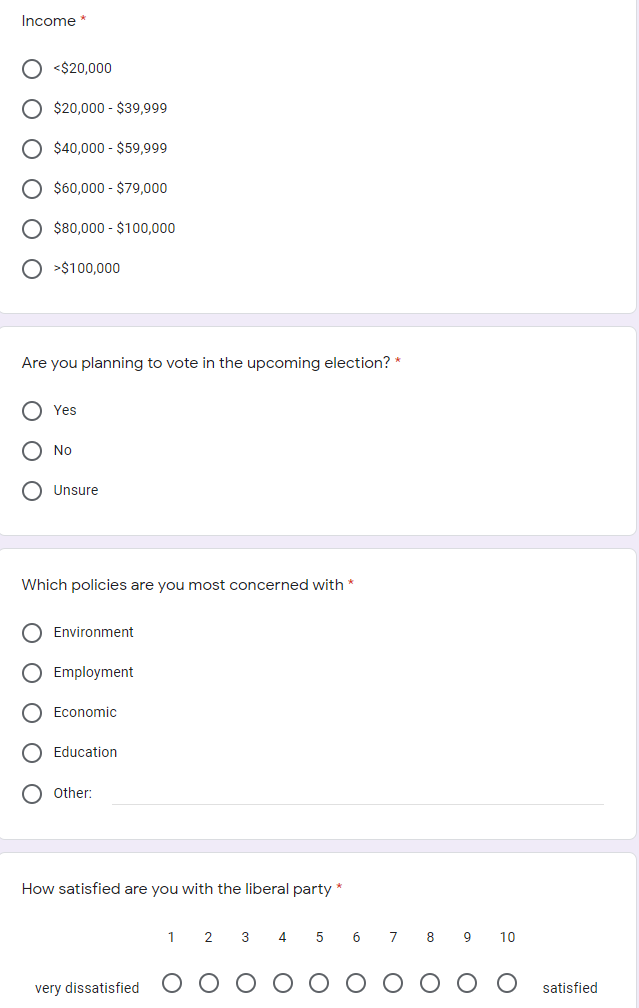 Income *
<$20,000
$20,000 - $39,999
$40,000 - $59,999
$60,000 - $79,000
$80,000 - $100,000
>$100,000
Are you planning to vote in the upcoming election? *
Yes
No
Unsure
Which policies are you most concerned with *
Environment
Employment
Economic
Education
Other:
How satisfied are you with the liberal party *
1 2 3 4 5 6 7 8 9 10
very dissatisfied satisfied